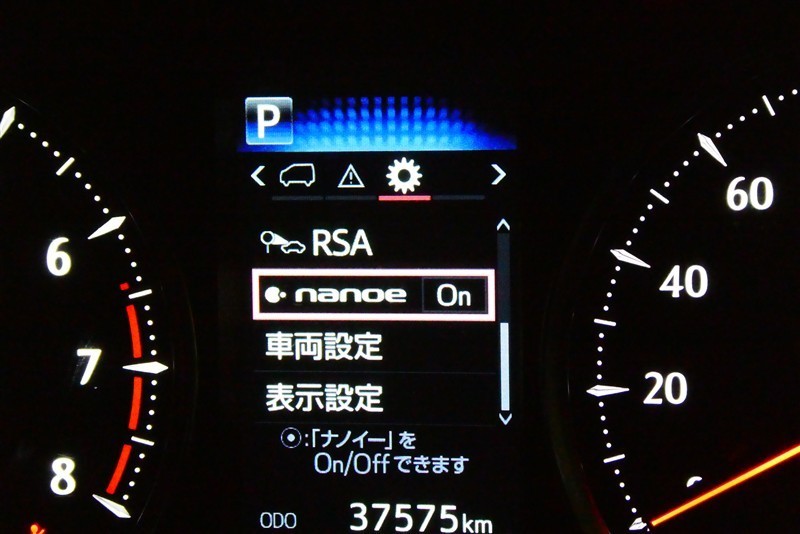 P
RSA
nanoe On
車両設定
表示設定
⦿:「ナノイー」を
On/Offできます
ODO 37575km
6
7
8
60
40
20